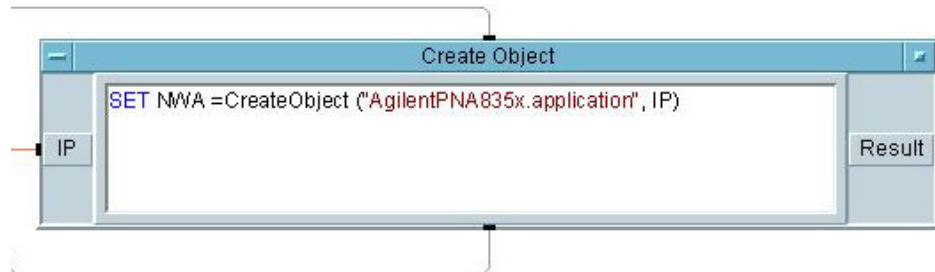 Create Object
SET NWA =CreateObject ("AgilentPNA835x.application", IP)
IP
Result